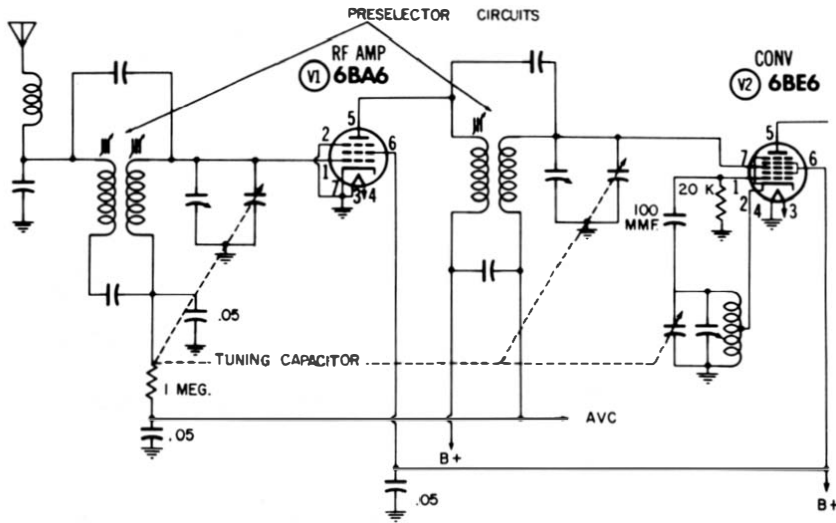 PRESELECTOR CIRCUITS
RF AMP
V1 6BA6
CONV
V2 6BE6
5
2
6
1
7
3 4
5
7
6
1
2
4 3
20 K
100
MMF.
.05
TUNING CAPACITOR
1 MEG.
AVC
.05
B+
.05
B+